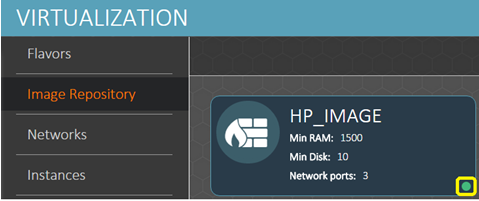 VIRTUALIZATION
Flavors
Image Repository
Networks
Instances
HP_IMAGE
Min RAM: 1500
Min Disk: 10
Network ports: 3